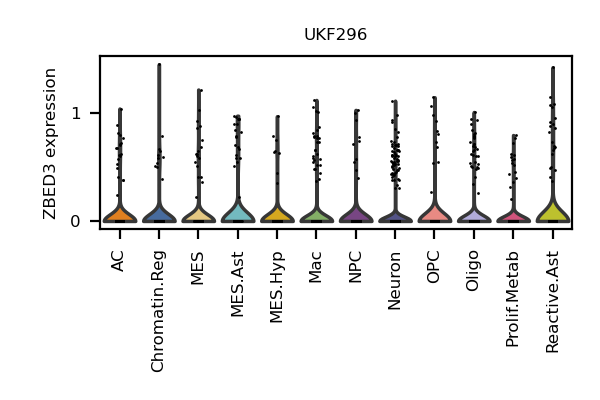 UKF296
ZBED3 expression
1
0
AC
Chromatin.Reg
MES
MES.Ast
MES.Hyp
Mac
NPC
Neuron
OPC
Oligo
Prolif.Metab
Reactive.Ast